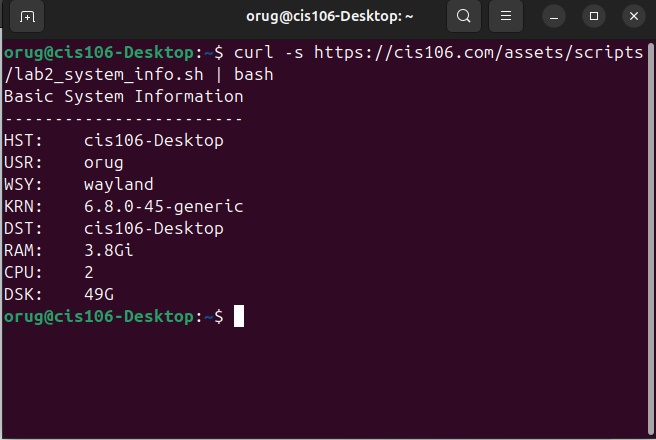 orug@cis106-Desktop: ~
orug@cis106-Desktop:~$ curl -s https://cis106.com/assets/scripts
/lab2_system_info.sh | bash
Basic System Information
------------------------
HST:    cis106-Desktop
USR:    orug
WSY:    wayland
KRN:    6.8.0-45-generic
DST:    cis106-Desktop
RAM:    3.8Gi
CPU:    2
DSK:    49G
orug@cis106-Desktop:~$